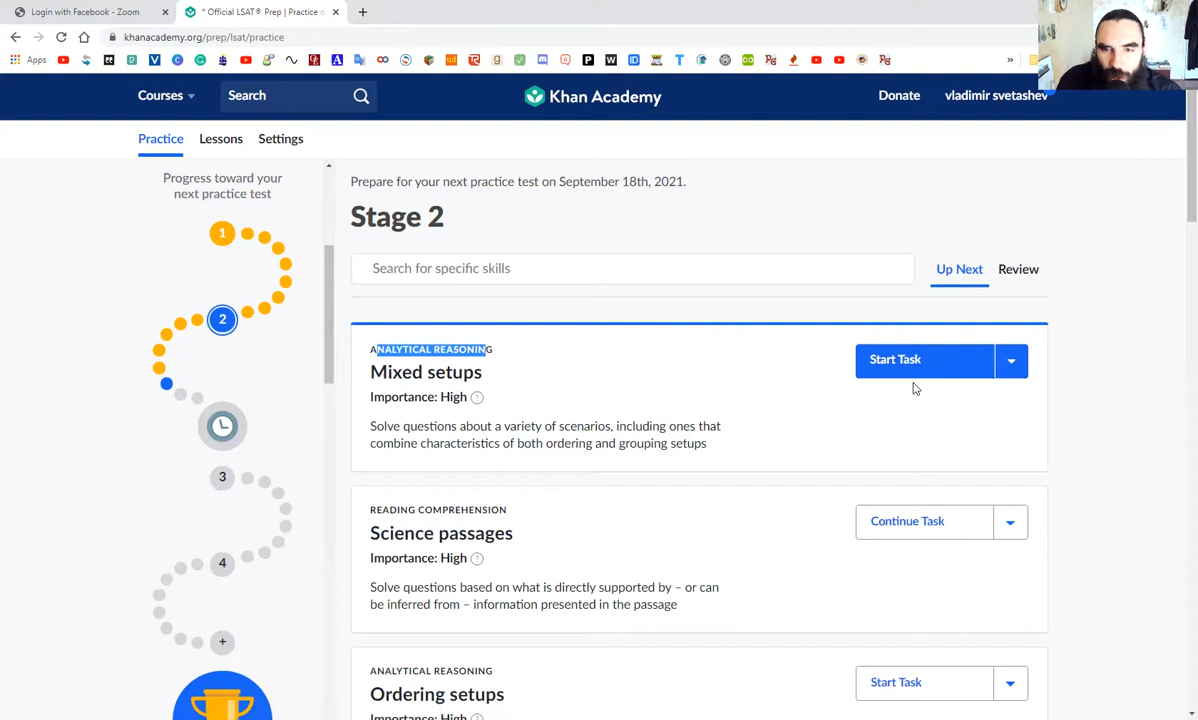 Login with Facebook - Zoom
* Official LSAT® Prep | Practice
khanacademy.org/prep/lsat/practice
Apps
Courses
Search
Khan Academy
Donate
vladimir svetashev
Practice
Lessons
Settings
Progress toward your
next practice test
1
2
3
4
+
Prepare for your next practice test on September 18th, 2021.
Stage 2
Search for specific skills
Up Next
Review
ANALYTICAL REASONING
Mixed setups
Importance: High ?
Solve questions about a variety of scenarios, including ones that
combine characteristics of both ordering and grouping setups
Start Task
READING COMPREHENSION
Science passages
Importance: High ?
Solve questions based on what is directly supported by – or can
be inferred from – information presented in the passage
Continue Task
ANALYTICAL REASONING
Ordering setups
Importance: High ?
Start Task